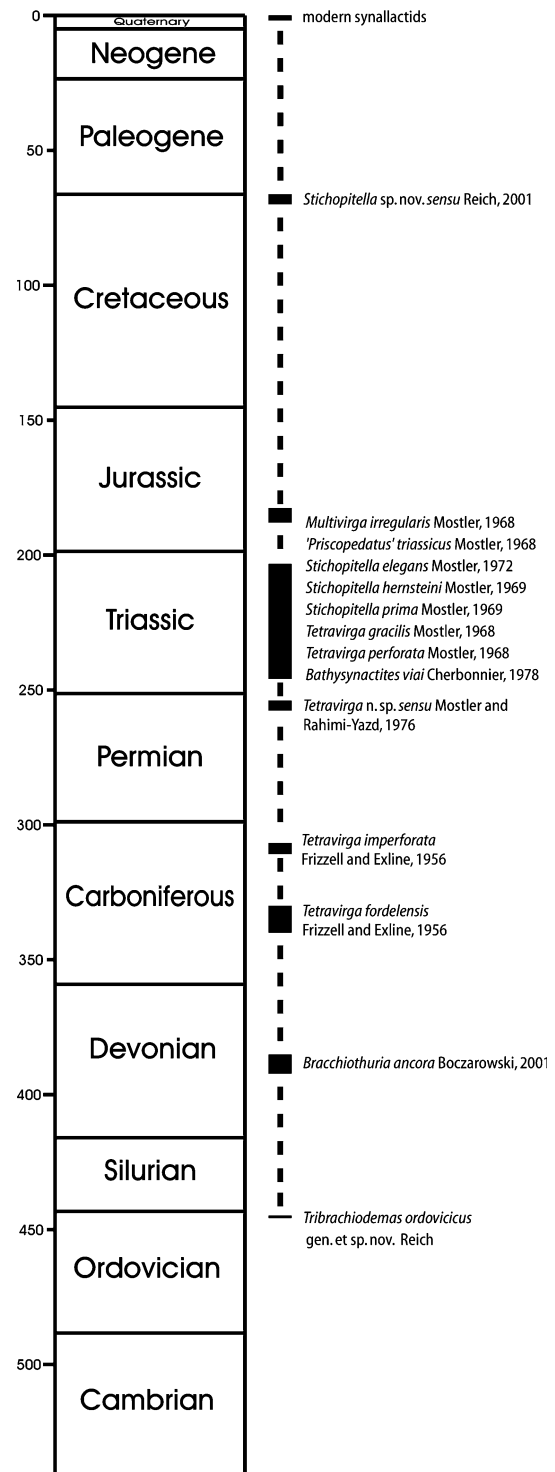 0
Quaternary
modern synallactids
Neogene
Paleogene
50
Stichopitella sp. nov. sensu Reich, 2001
100
Cretaceous
150
Jurassic
Multivirga irregularis Mostler, 1968
'Priscopedatus' triassicus Mostler, 1968
200
Stichopitella elegans Mostler, 1972
Stichopitella hernsteini Mostler, 1969
Stichopitella prima Mostler, 1969
Triassic
Tetravirga gracilis Mostler, 1968
Tetravirga perforata Mostler, 1968
Bathysynactites viai Cherbonnier, 1978
250
Tetravirga n. sp. sensu Mostler and
Rahimi-Yazd, 1976
Permian
300
Tetravirga imperforata
Frizzell and Exline, 1956
Carboniferous
Tetravirga fordelensis
Frizzell and Exline, 1956
350
Devonian
Bracchiothuria ancora Boczarowski, 2001
400
Silurian
Tribrachiodemas ordovicicus
gen. et sp. nov. Reich
450
Ordovician
500
Cambrian